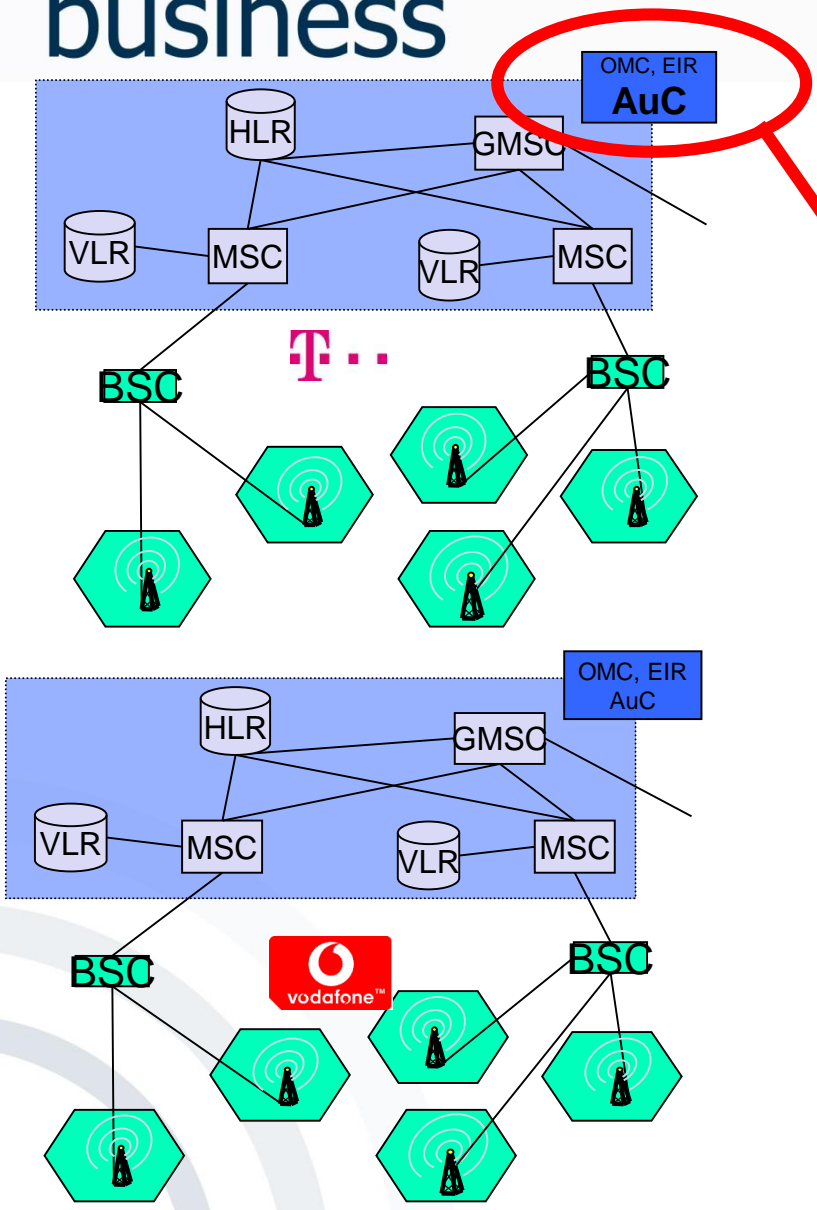 business
OMC, EIR
AuC
HLR
GMSC
VLR
MSC
VLR
MSC
T
BSC
BSC
OMC, EIR
AuC
HLR
GMSC
VLR
MSC
VLR
MSC
BSC
BSC
vodafone™